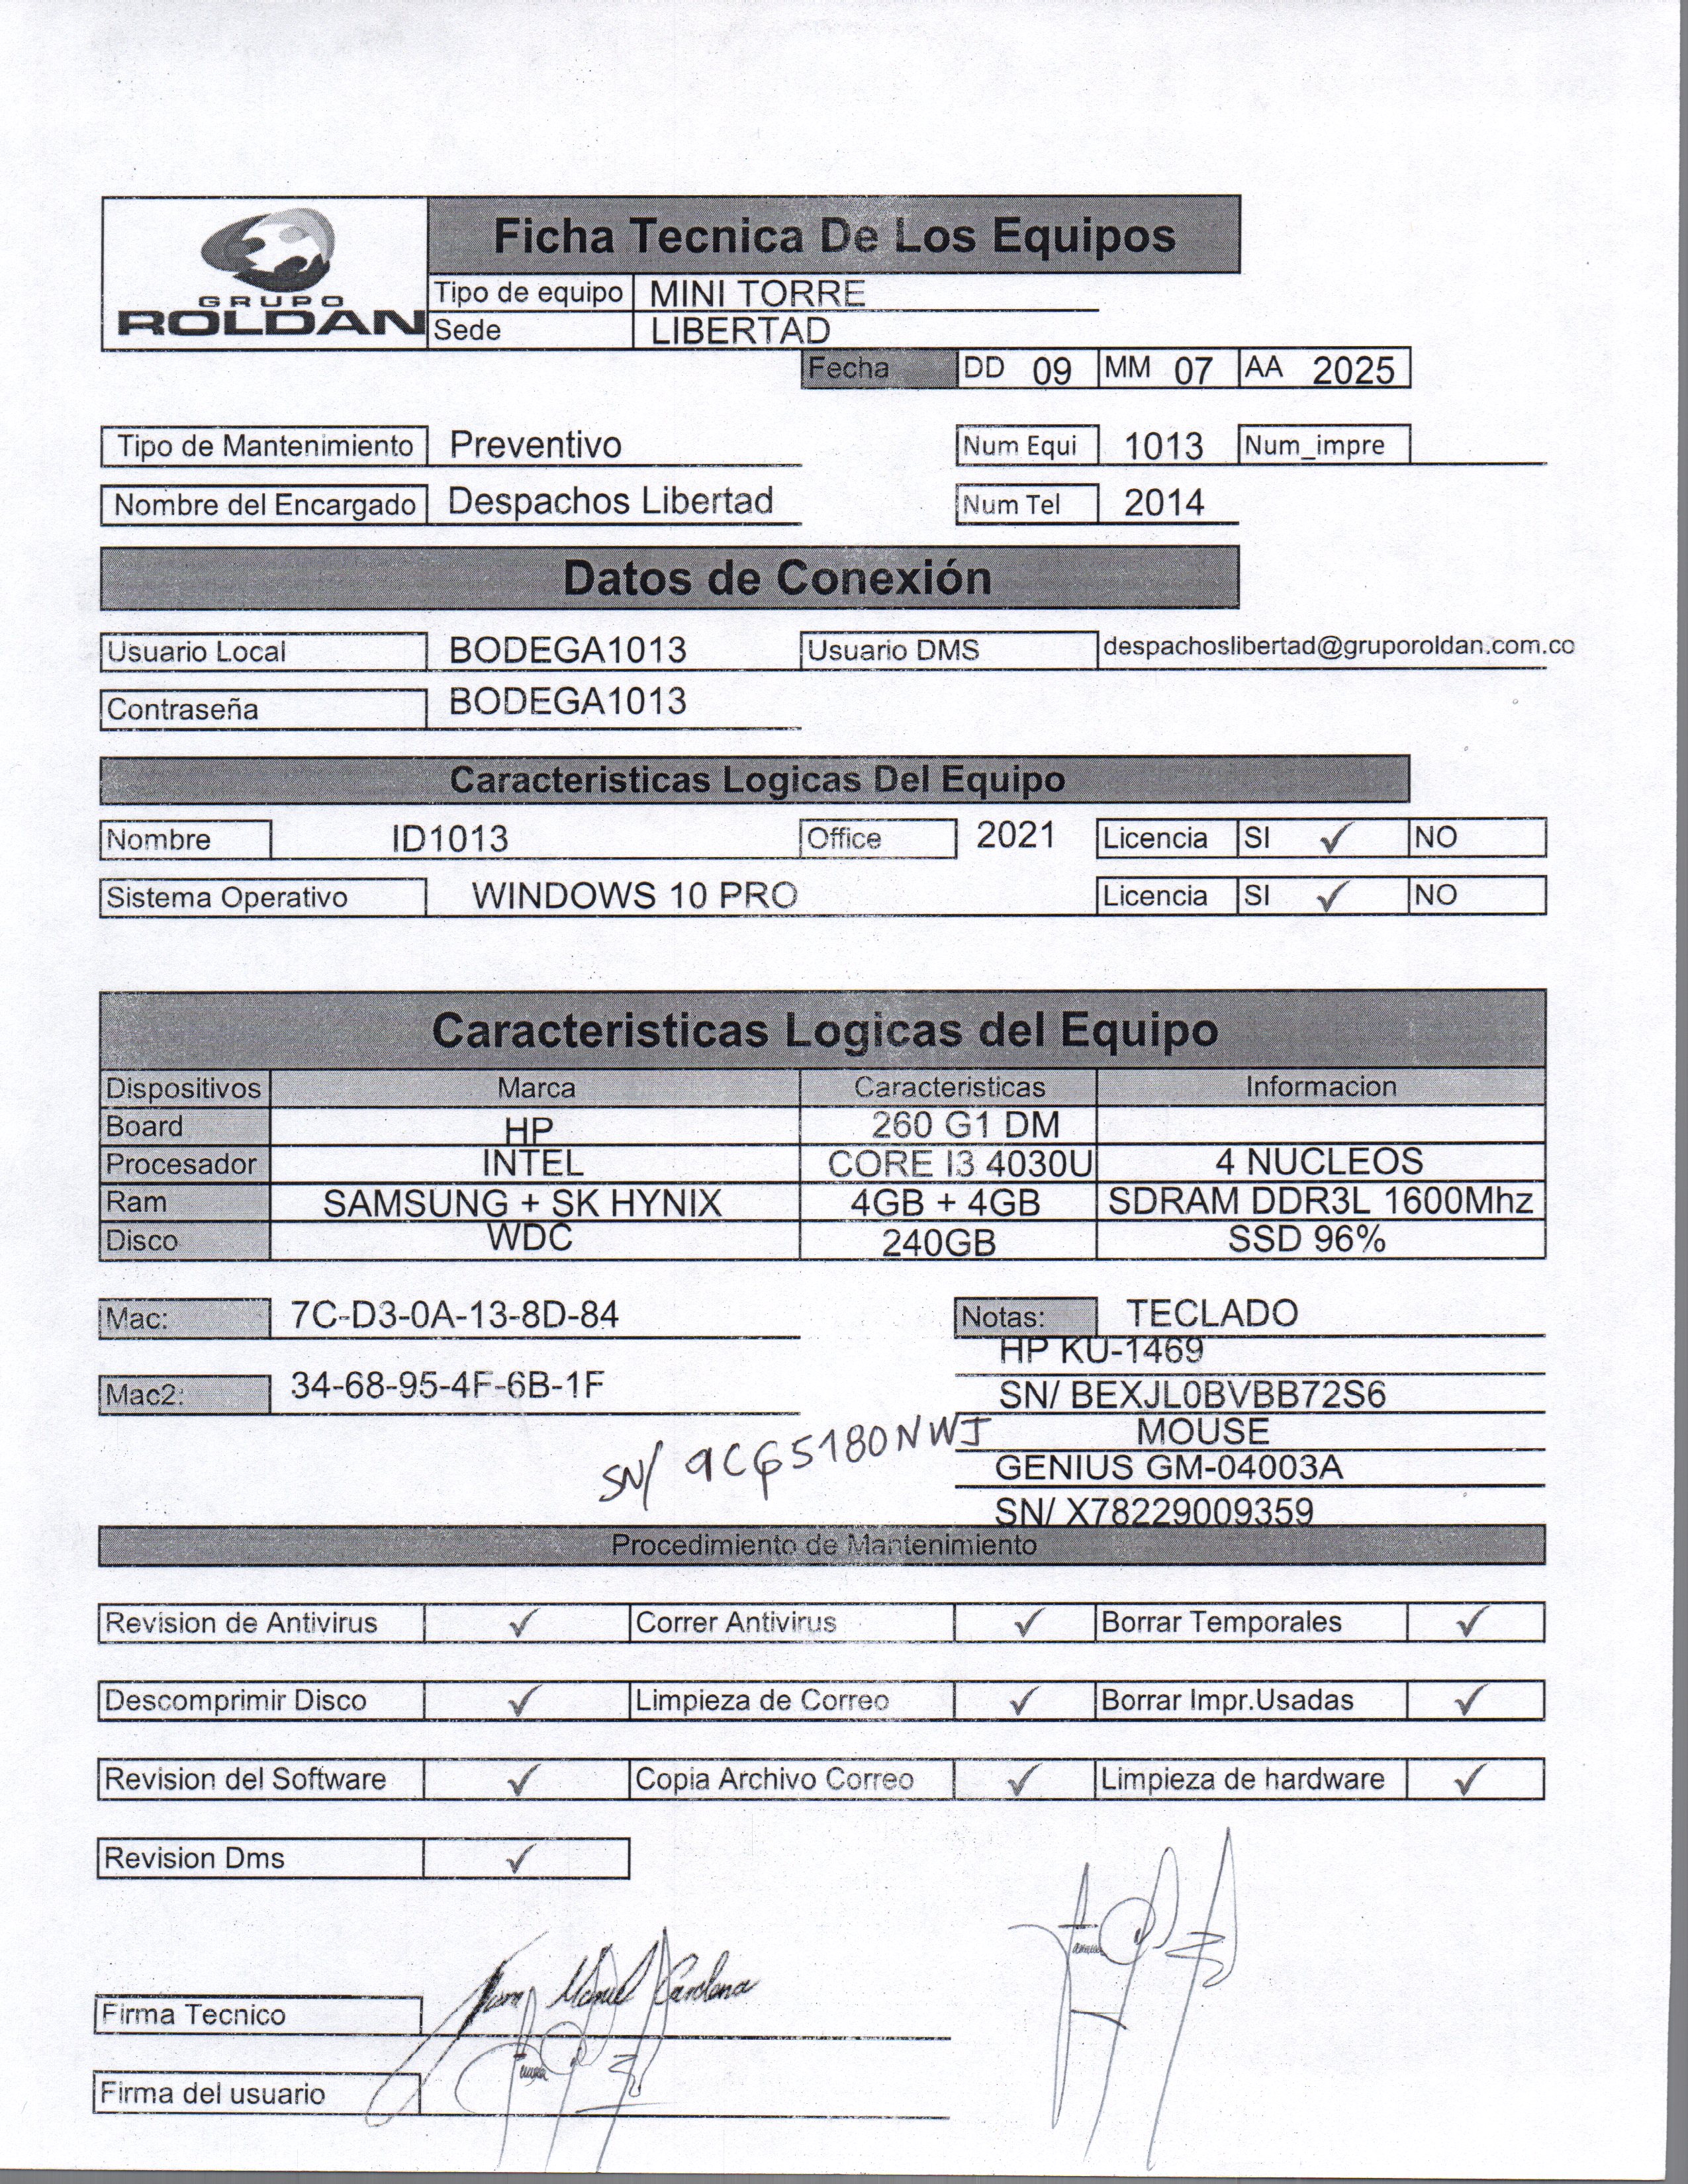 Ficha Tecnica De Los Equipos
GRUPO
ROLDAN
Tipo de equipo MINI TORRE
Sede LIBERTAD
Fecha DD 09 MM 07 AA 2025
Tipo de Mantenimiento Preventivo Num Equi 1013 Num_impre
Nombre del Encargado Despachos Libertad Num Tel 2014
Datos de Conexión
Usuario Local BODEGA1013 Usuario DMS despachoslibertad@gruporoldan.com.co
Contraseña BODEGA1013
Caracteristicas Logicas Del Equipo
Nombre ID1013 Office 2021 Licencia SI ✓ NO
Sistema Operativo WINDOWS 10 PRO Licencia SI ✓ NO
Caracteristicas Logicas del Equipo
Dispositivos Marca Caracteristicas Informacion
Board HP 260 G1 DM
Procesador INTEL CORE I3 4030U 4 NUCLEOS
Ram SAMSUNG + SK HYNIX 4GB + 4GB SDRAM DDR3L 1600Mhz
Disco WDC 240GB SSD 96%
Mac: 7C-D3-0A-13-8D-84 Notas: TECLADO
HP KU-1469
Mac2: 34-68-95-4F-6B-1F SN/ BEXJL0BVBB72S6
MOUSE
SN/ 9CG5180NWJ GENIUS GM-04003A
SN/ X78229009359
Procedimiento de Mantenimiento
Revision de Antivirus ✓ Correr Antivirus ✓ Borrar Temporales ✓
Descomprimir Disco ✓ Limpieza de Correo ✓ Borrar Impr.Usadas ✓
Revision del Software ✓ Copia Archivo Correo ✓ Limpieza de hardware ✓
Revision Dms ✓
Firma Tecnico Juan Manuel Cardona
Firma del usuario